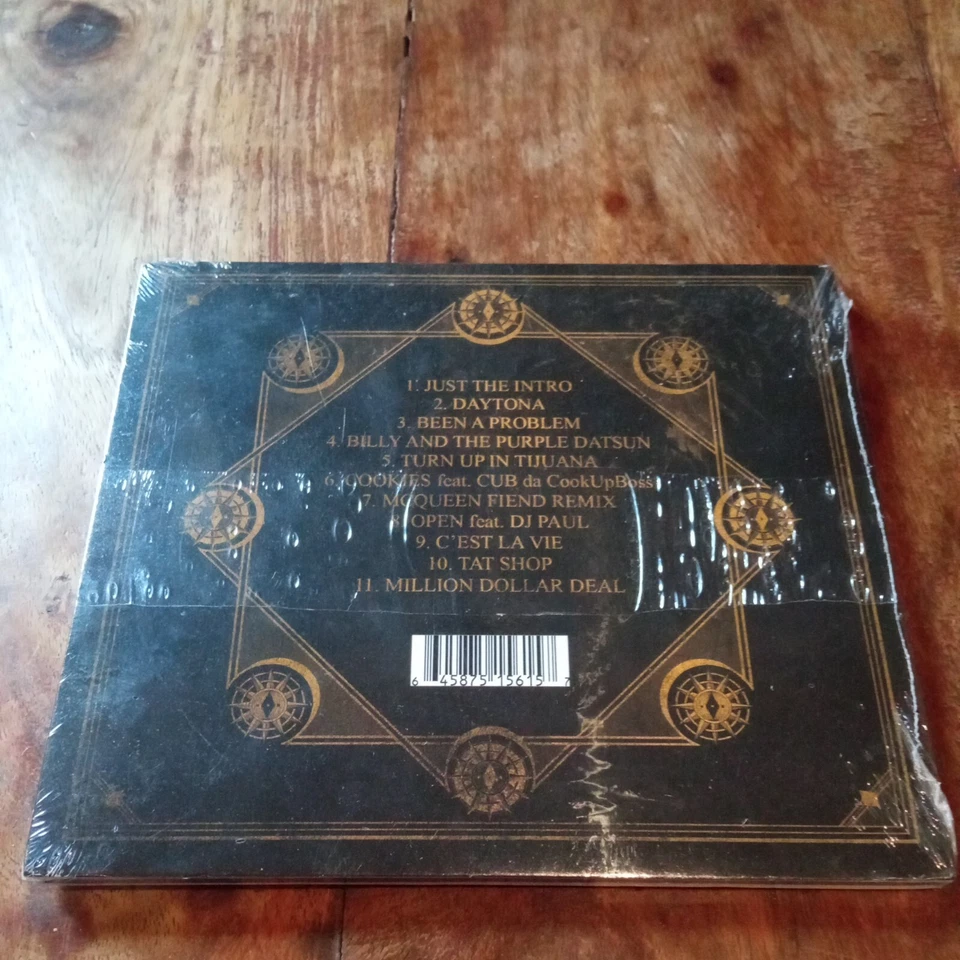 1. JUST THE INTRO
2. DAYTONA
3. BEEN A PROBLEM
4. BILLY AND THE PURPLE DATSUN
5. TURN UP IN TIJUANA
6. COOKIES feat. CUB da CookUpBoss
7. MCQUEEN FIEND REMIX
8. OPEN feat. DJ PAUL
9. C'EST LA VIE
10. TAT SHOP
11. MILLION DOLLAR DEAL
6 45875 15615 7